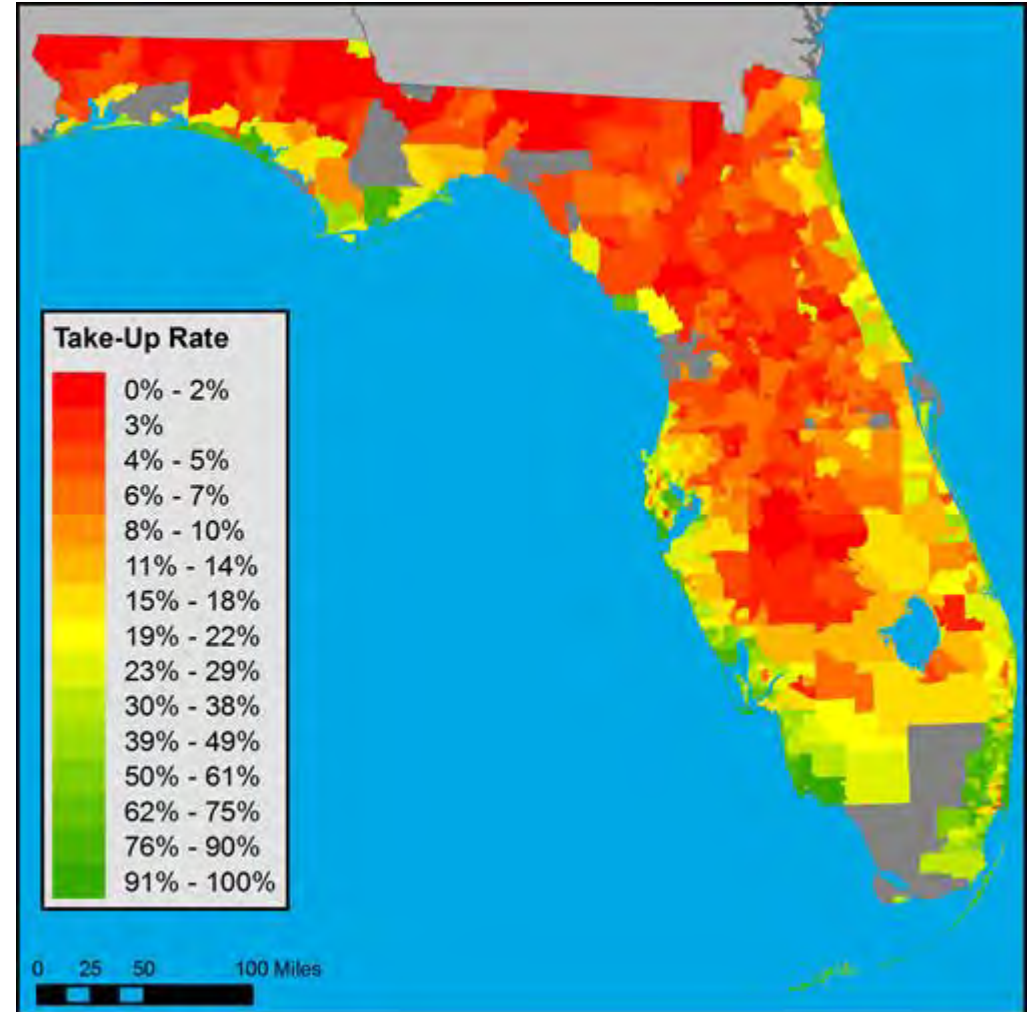 Take-Up Rate
0% - 2%
3%
4% - 5%
6% - 7%
8% - 10%
11% - 14%
15% - 18%
19% - 22%
23% - 29%
30% - 38%
39% - 49%
50% - 61%
62% - 75%
76% - 90%
91% - 100%
0 25 50 100 Miles